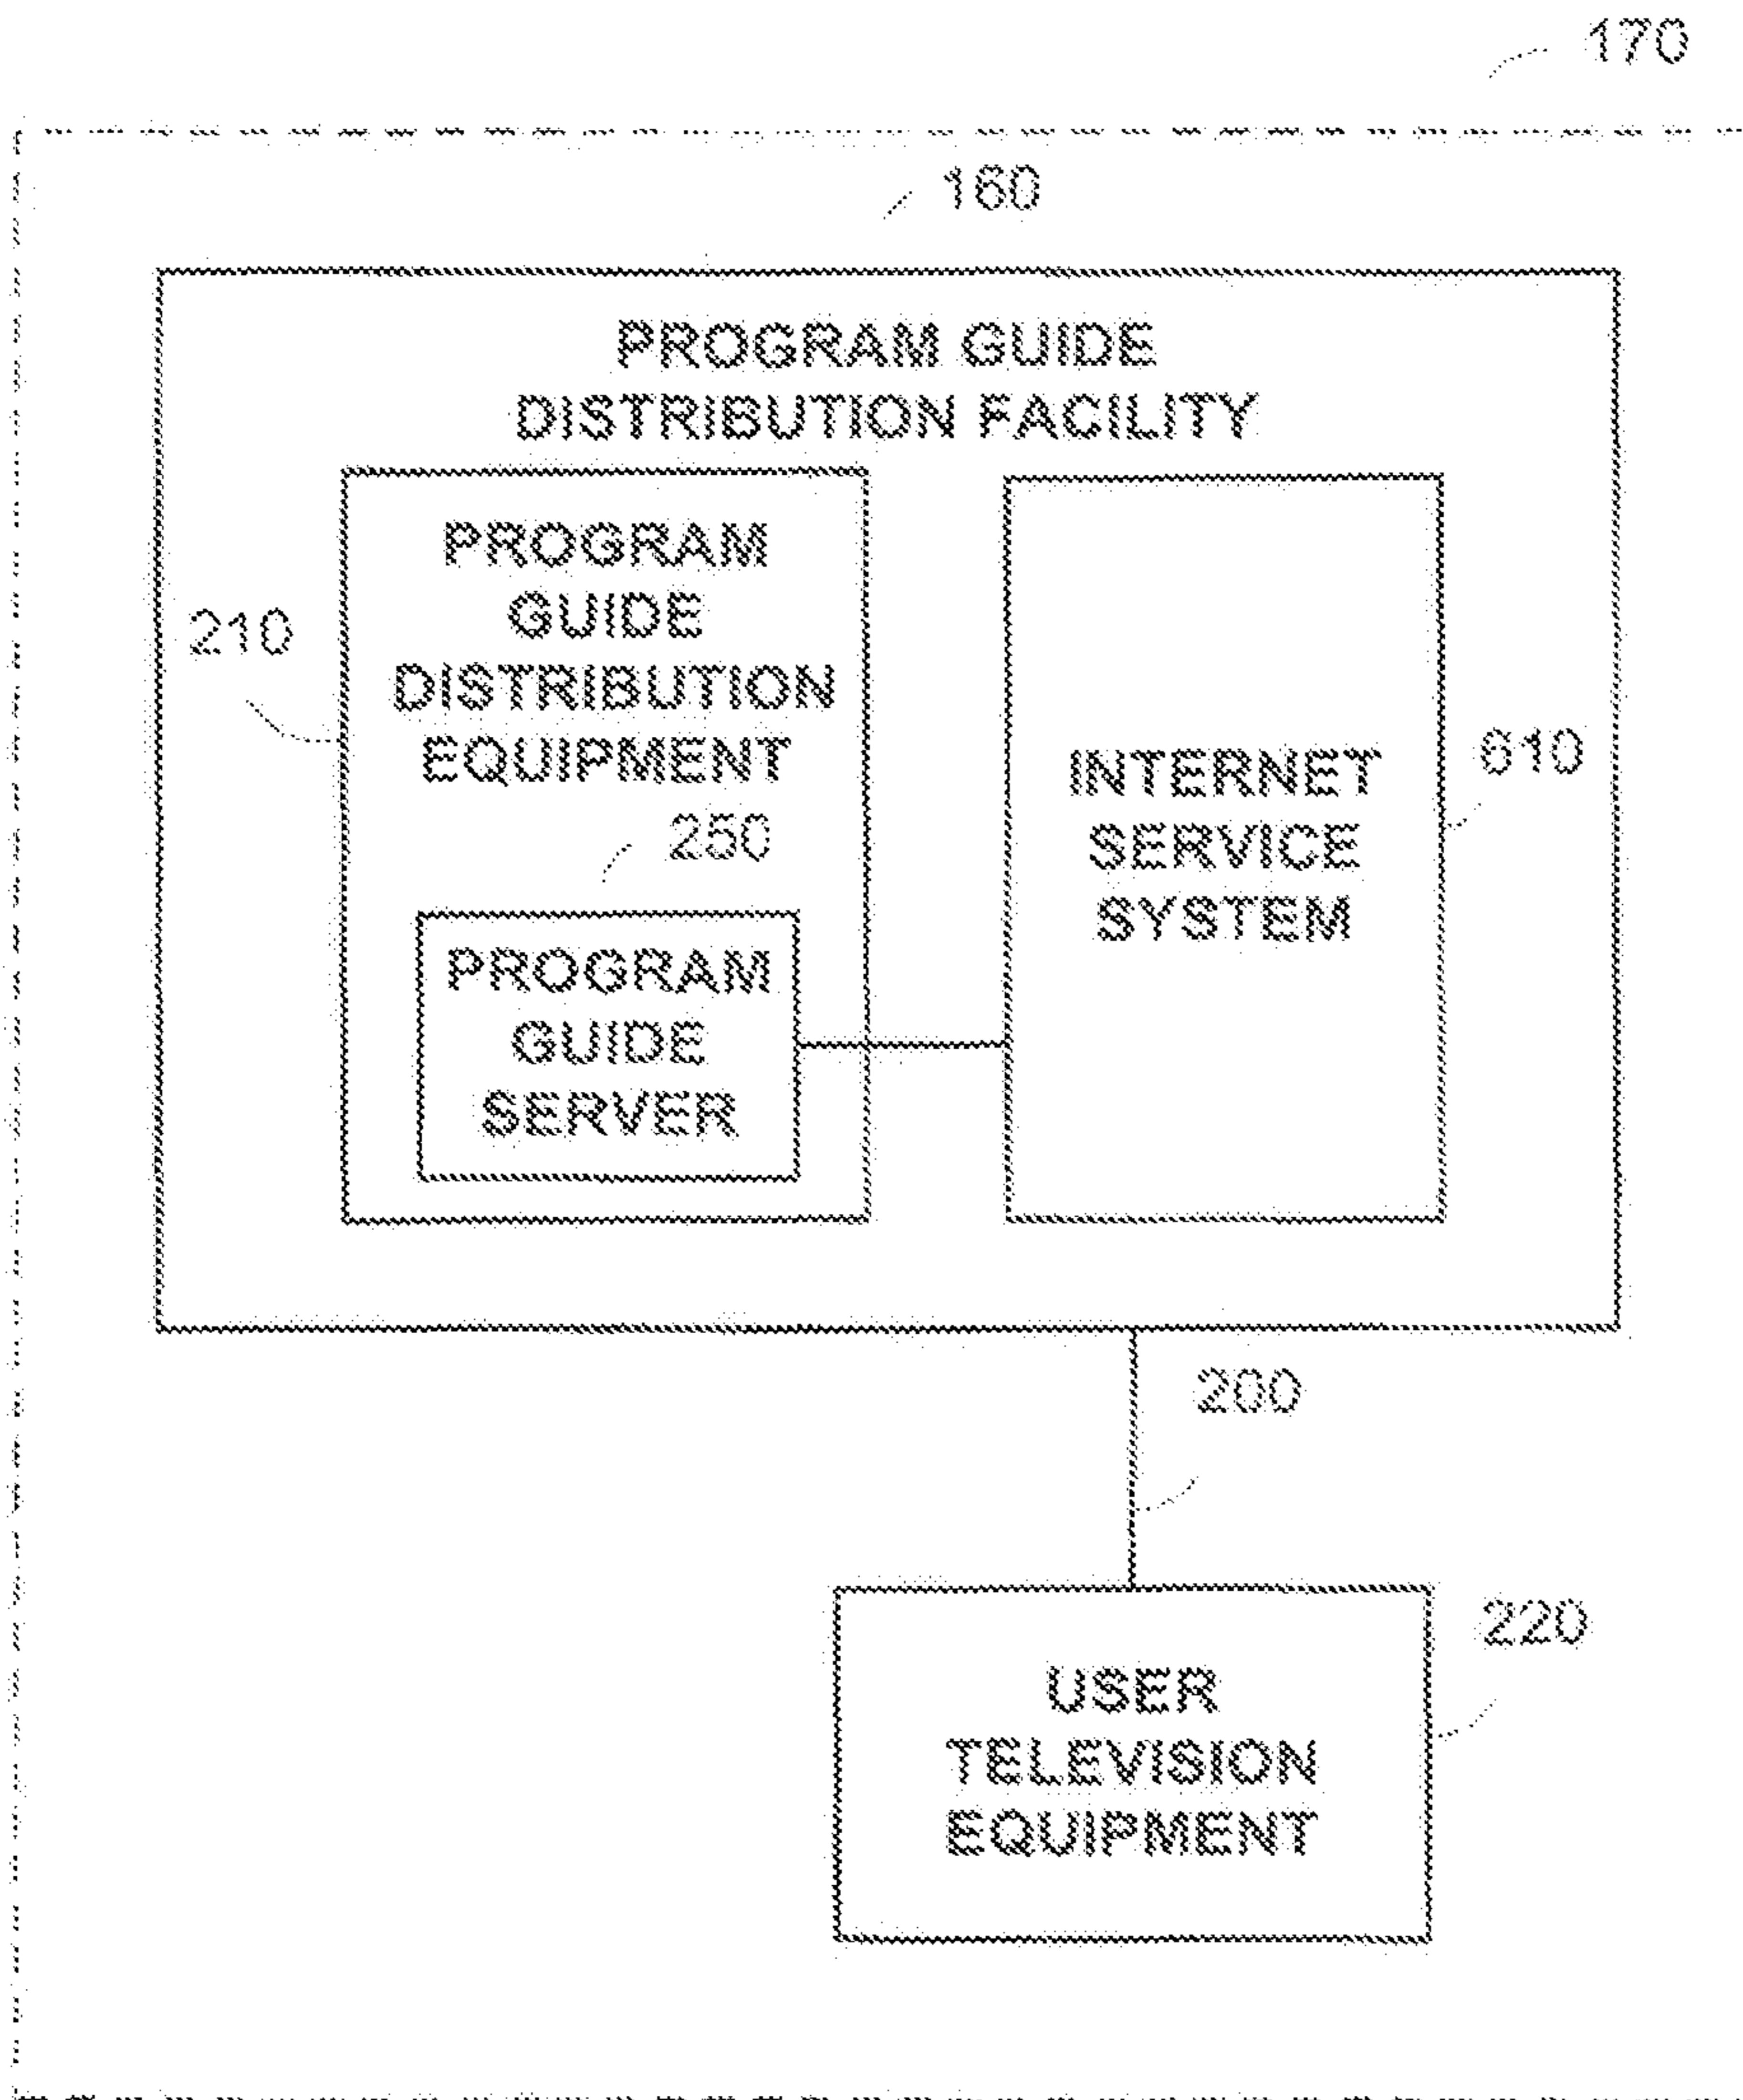 170
160
PROGRAM GUIDE
DISTRIBUTION FACILITY
PROGRAM
GUIDE
DISTRIBUTION
EQUIPMENT
210
250
PROGRAM
GUIDE
SERVER
INTERNET
SERVICE
SYSTEM
610
200
USER
TELEVISION
EQUIPMENT
220